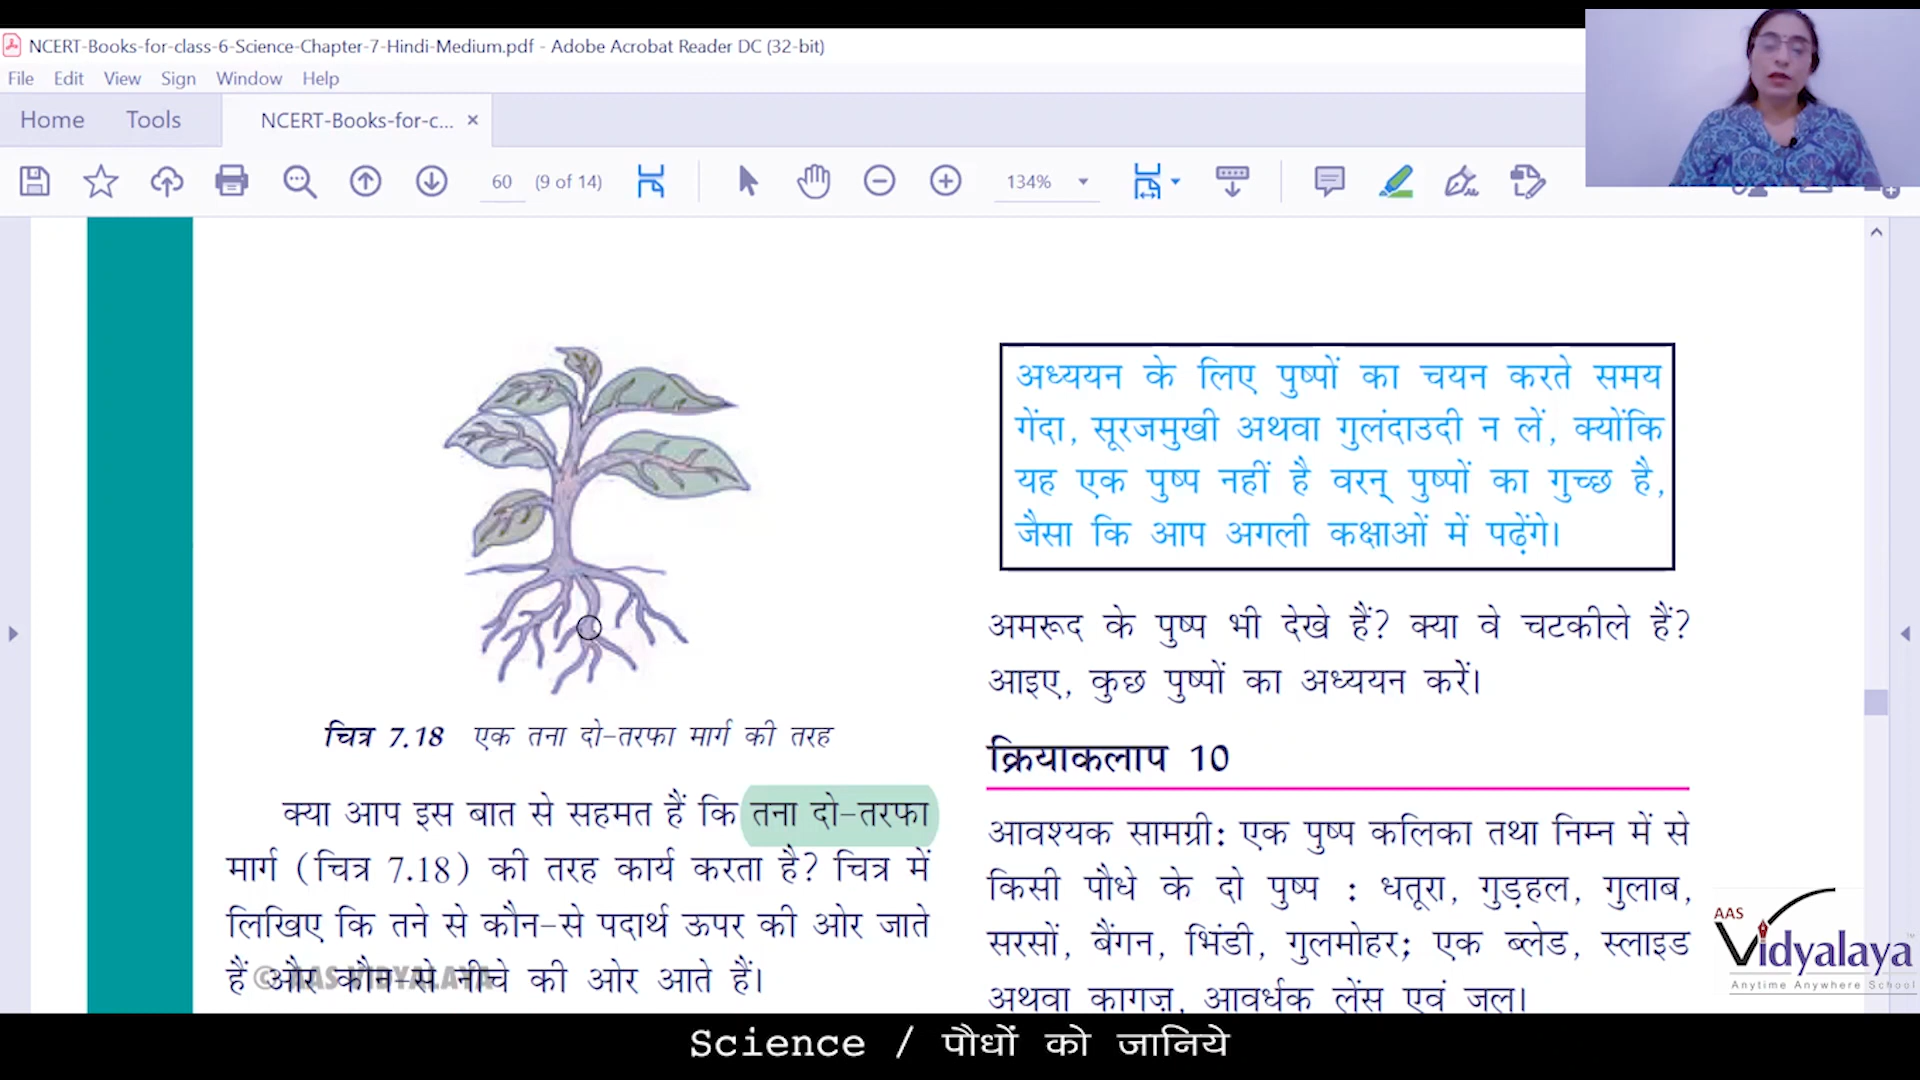 NCERT-Books-for-class-6-Science-Chapter-7-Hindi-Medium.pdf - Adobe Acrobat Reader DC (32-bit)
File Edit View Sign Window Help
Home Tools NCERT-Books-for-c... ×
60 (9 of 14) 134%
चित्र 7.18 एक तना दो-तरफा मार्ग की तरह
क्या आप इस बात से सहमत हैं कि तना दो-तरफा
मार्ग (चित्र 7.18) की तरह कार्य करता है? चित्र में
लिखिए कि तने से कौन-से पदार्थ ऊपर की ओर जाते
हैं और कौन-से नीचे की ओर आते हैं।
© AAS VIDYALAYA
अध्ययन के लिए पुष्पों का चयन करते समय
गेंदा, सूरजमुखी अथवा गुलंदाउदी न लें, क्योंकि
यह एक पुष्प नहीं है वरन् पुष्पों का गुच्छ है,
जैसा कि आप अगली कक्षाओं में पढ़ेंगे।
अमरूद के पुष्प भी देखे हैं? क्या वे चटकीले हैं?
आइए, कुछ पुष्पों का अध्ययन करें।
क्रियाकलाप 10
आवश्यक सामग्री: एक पुष्प कलिका तथा निम्न में से
किसी पौधे के दो पुष्प : धतूरा, गुड़हल, गुलाब,
सरसों, बैंगन, भिंडी, गुलमोहर; एक ब्लेड, स्लाइड
अथवा कागज़, आवर्धक लेंस एवं जल।
AAS
Vidyalaya
Anytime Anywhere School
Science / पौधों को जानिये